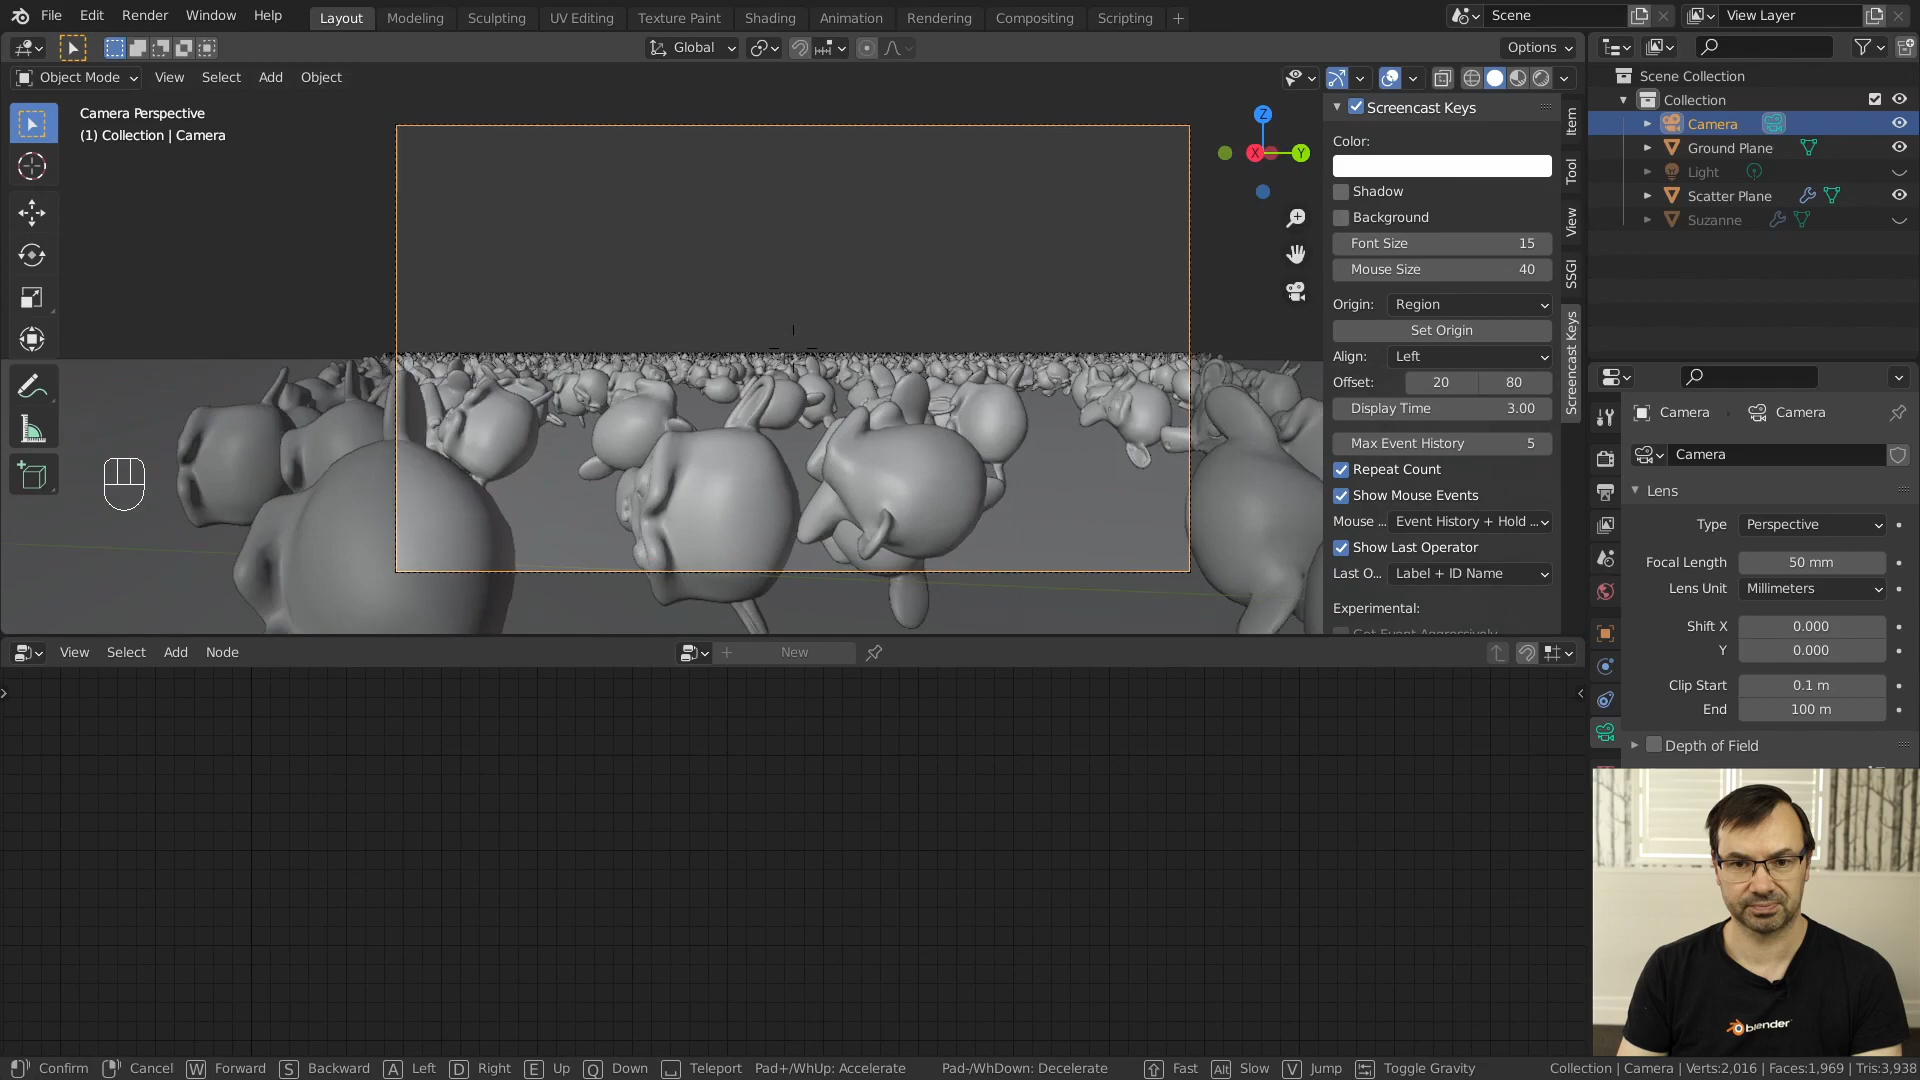 File Edit Render Window Help Layout Modeling Sculpting UV Editing Texture Paint Shading Animation Rendering Compositing Scripting Scene View Layer
Global Options
Object Mode View Select Add Object
Camera Perspective
(1) Collection | Camera
Z
X
Y
Screencast Keys
Color:
Shadow
Background
Font Size 15
Mouse Size 40
Origin: Region
Set Origin
Align: Left
Offset: 20 80
Display Time 3.00
Max Event History 5
Repeat Count
Show Mouse Events
Mouse ... Event History + Hold ...
Show Last Operator
Last O... Label + ID Name
Experimental:
Item
Tool
View
SSGI
Screencast Keys
Scene Collection
Collection
Camera
Ground Plane
Light
Scatter Plane
Suzanne
Camera Camera
Camera
Lens
Type Perspective
Focal Length 50 mm
Lens Unit Millimeters
Shift X 0.000
Y 0.000
Clip Start 0.1 m
End 100 m
Depth of Field
View Select Add Node New
blender
Confirm Cancel W Forward S Backward A Left D Right E Up Q Down Teleport Pad+/WhUp: Accelerate Pad-/WhDown: Decelerate Fast Alt Slow V Jump Toggle Gravity Collection | Camera | Verts:2,016 | Faces:1,969 | Tris:3,938